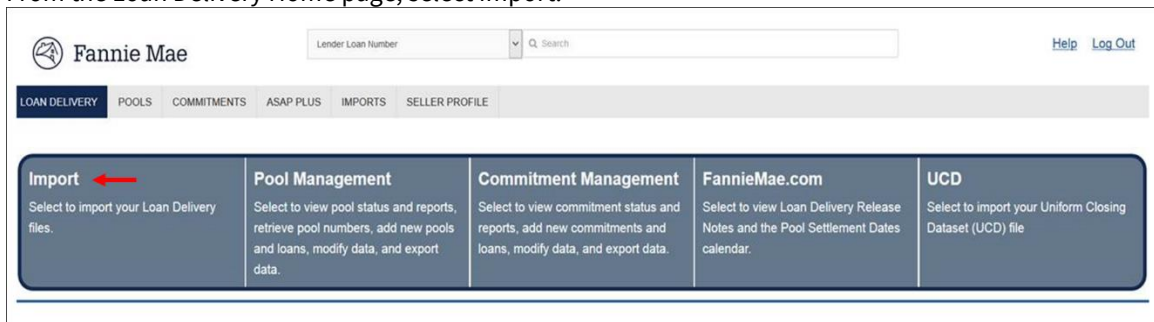 From the Loan Delivery Home page, select Import.
Fannie Mae
Lender Loan Number
Search
Help Log Out
LOAN DELIVERY POOLS COMMITMENTS ASAP PLUS IMPORTS SELLER PROFILE
Import
Select to import your Loan Delivery
files.
Pool Management
Select to view pool status and reports,
retrieve pool numbers, add new pools
and loans, modify data, and export
data.
Commitment Management
Select to view commitment status and
reports, add new commitments and
loans, modify data, and export data.
FannieMae.com
Select to view Loan Delivery Release
Notes and the Pool Settlement Dates
calendar.
UCD
Select to import your Uniform Closing
Dataset (UCD) file